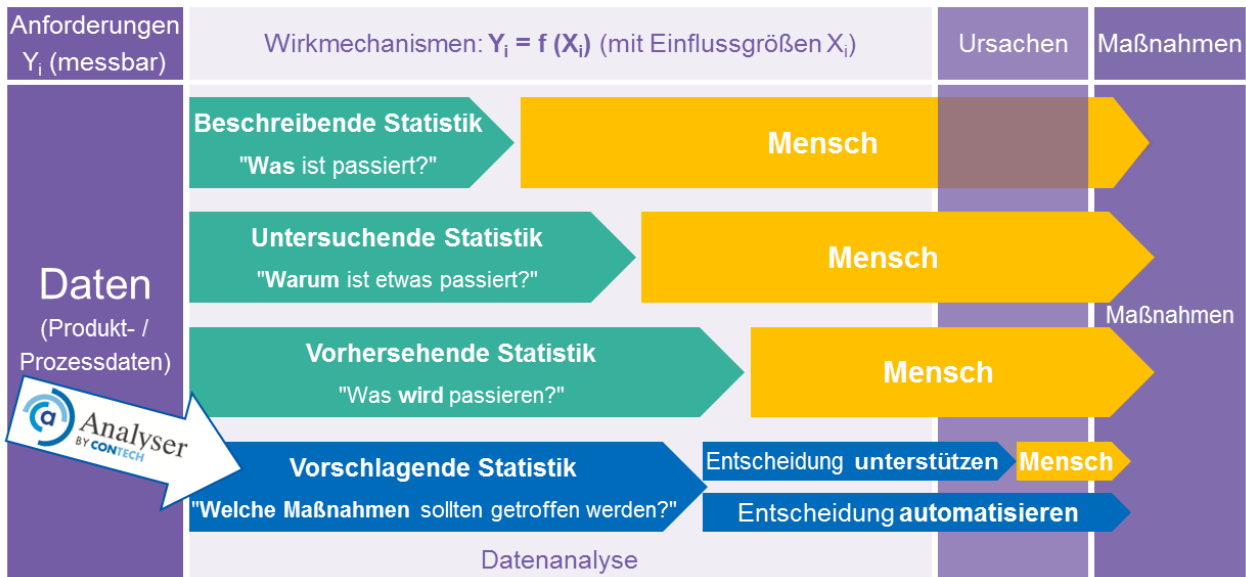 Anforderungen
Yi (messbar)
Wirkmechanismen: Yi = f (Xi) (mit Einflussgrößen Xi)
Ursachen
Maßnahmen
Beschreibende Statistik
"Was ist passiert?"
Mensch
Untersuchende Statistik
"Warum ist etwas passiert?"
Mensch
Daten
(Produkt- /
Prozessdaten)
Maßnahmen
Vorhersehende Statistik
"Was wird passieren?"
Mensch
a
Analyser
BY CONTECH
Vorschlagende Statistik
"Welche Maßnahmen sollten getroffen werden?"
Entscheidung unterstützen
Mensch
Entscheidung automatisieren
Datenanalyse